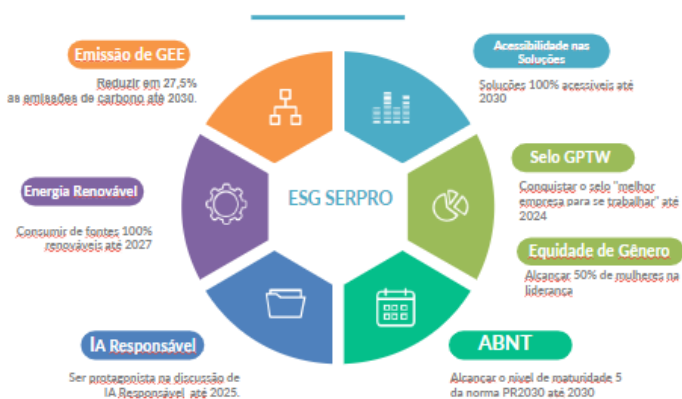 Emissão de GEE
Reduzir em 27,5%
as emissões de carbono até 2030.
Acessibilidade nas
Soluções
Soluções 100% acessíveis até
2030
Energia Renovável
Consumir de fontes 100%
renováveis até 2027
ESG SERPRO
Selo GPTW
Conquistar o selo "melhor
empresa para se trabalhar" até
2024
Equidade de Gênero
Alcançar 50% de mulheres na
liderança
IA Responsável
Ser protagonista na discussão de
IA Responsável até 2025.
ABNT
Alcançar o nível de maturidade 5
da norma PR2030 até 2030